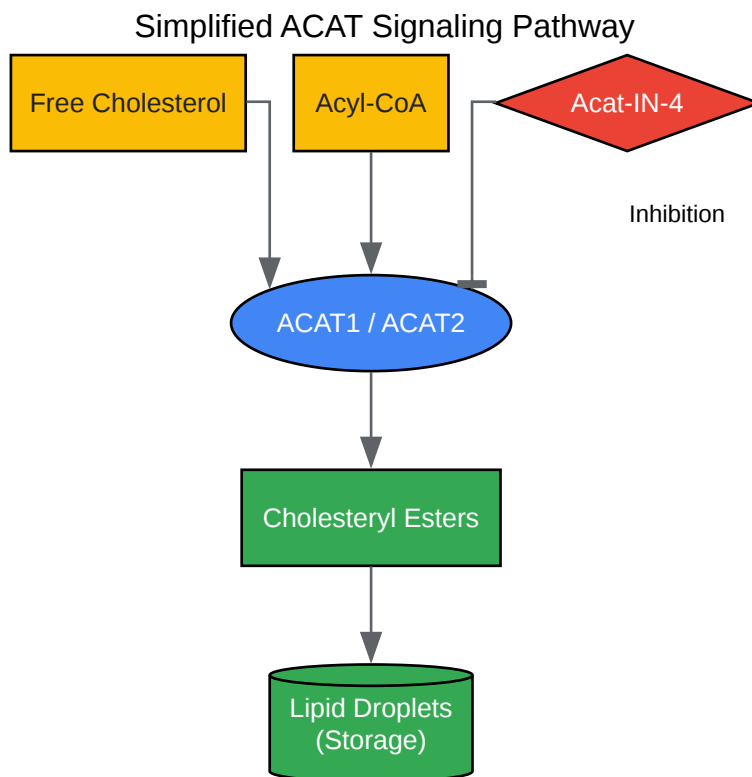 Simplified ACAT Signaling Pathway
Free Cholesterol
Acyl-CoA
Acat-IN-4
Inhibition
ACAT1 / ACAT2
Cholesteryl Esters
Lipid Droplets
(Storage)